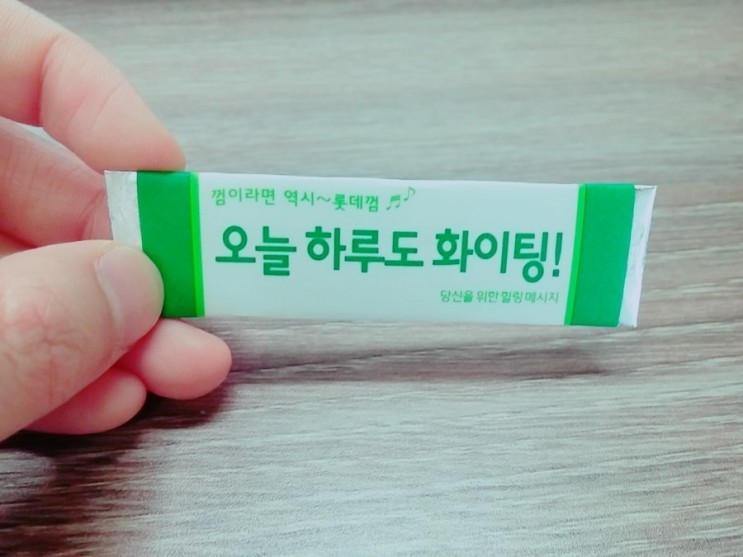 껌이라면 역시~롯데껌 ♬♪
오늘 하루도 화이팅!
당신을 위한 힐링 메시지